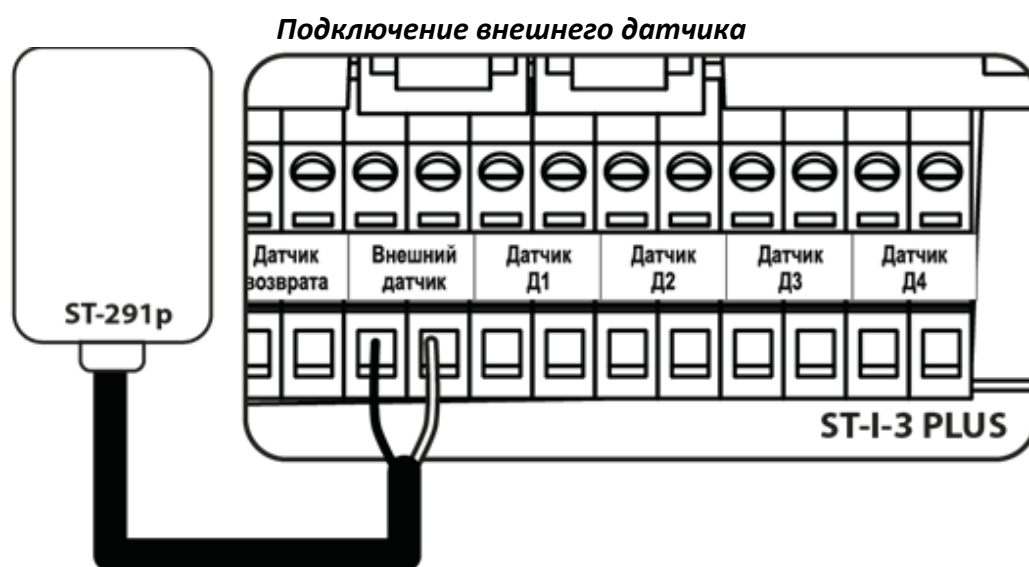 Подключение внешнего датчика
Датчик
возврата
Внешний
датчик
Датчик
Д1
Датчик
Д2
Датчик
Д3
Датчик
Д4
ST-291p
ST-I-3 PLUS